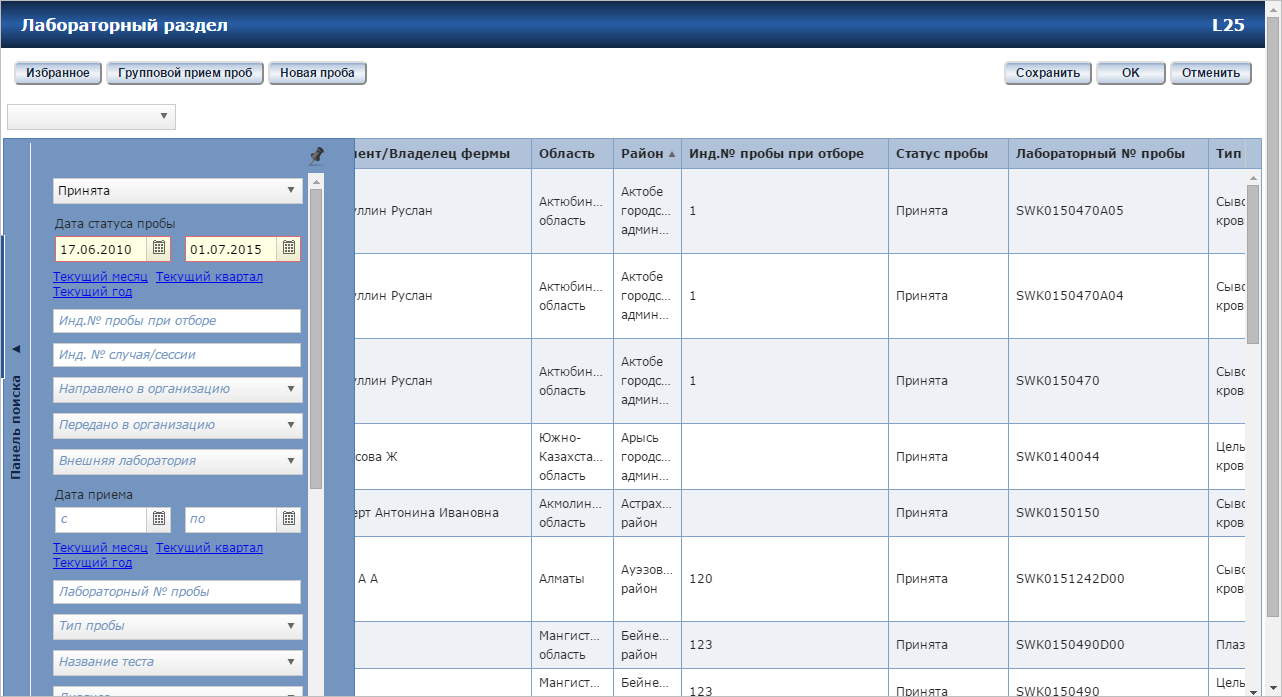 Лабораторный раздел L25
Избранное Групповой прием проб Новая проба Сохранить OK Отменить
Панель поиска
Принята
Дата статуса пробы
17.06.2010 01.07.2015
Текущий месяц Текущий квартал
Текущий год
Инд.№ пробы при отборе
Инд. № случая/сессии
Направлено в организацию
Передано в организацию
Внешняя лаборатория
Дата приема
с по
Текущий месяц Текущий квартал
Текущий год
Лабораторный № пробы
Тип пробы
Название теста
иент/Владелец фермы Область Район Инд.№ пробы при отборе Статус пробы Лабораторный № пробы Тип
уллин Руслан Актюбин... область Актобе городс... админ... 1 Принята SWK0150470A05 Сыво кров
уллин Руслан Актюбин... область Актобе городс... админ... 1 Принята SWK0150470A04 Сыво кров
уллин Руслан Актюбин... область Актобе городс... админ... 1 Принята SWK0150470 Сыво кров
сова Ж Южно- Казахста... область Арысь городс... админ... Принята SWK0140044 Цель кров
ерт Антонина Ивановна Акмолин... область Астрах... район Принята SWK0150150 Сыво кров
А А Алматы Ауэзов... район 120 Принята SWK0151242D00 Сыво кров
Мангист... область Бейне... район 123 Принята SWK0150490D00 Плаз
Мангист... Бейне... 123 Принята SWK0150490 Цель кров